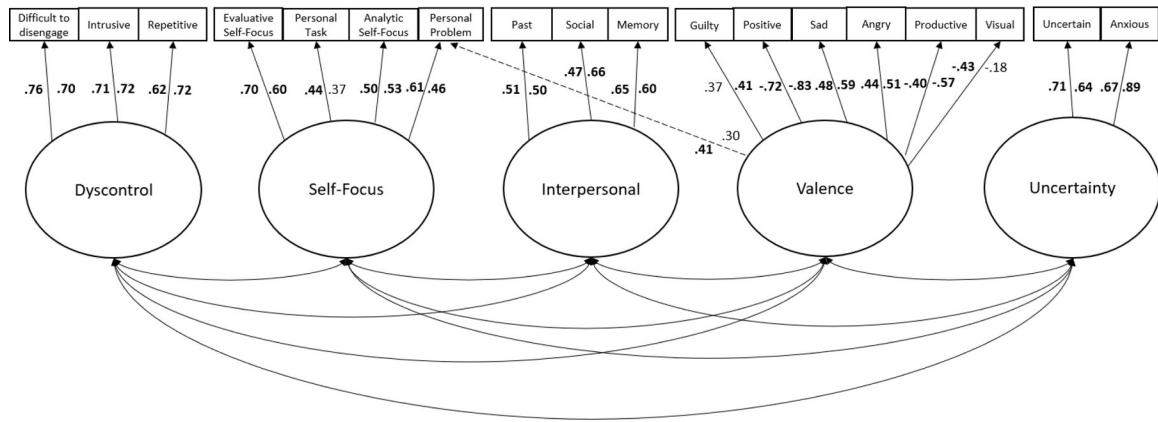 Difficult to disengage
Intrusive
Repetitive
Evaluative Self-Focus
Personal Task
Analytic Self-Focus
Personal Problem
Past
Social
Memory
Guilty
Positive
Sad
Angry
Productive
Visual
Uncertain
Anxious
.76 .70 .71 .72 .62 .72
.70 .60 .44 .37 .50 .53 .61 .46
.51 .50 .47 .66 .65 .60
.37 .41 -.72 -.83 .48 .59 .44 .51 -.40 -.57 -.43 -.18
.41 .30
.71 .64 .67 .89
Dyscontrol
Self-Focus
Interpersonal
Valence
Uncertainty